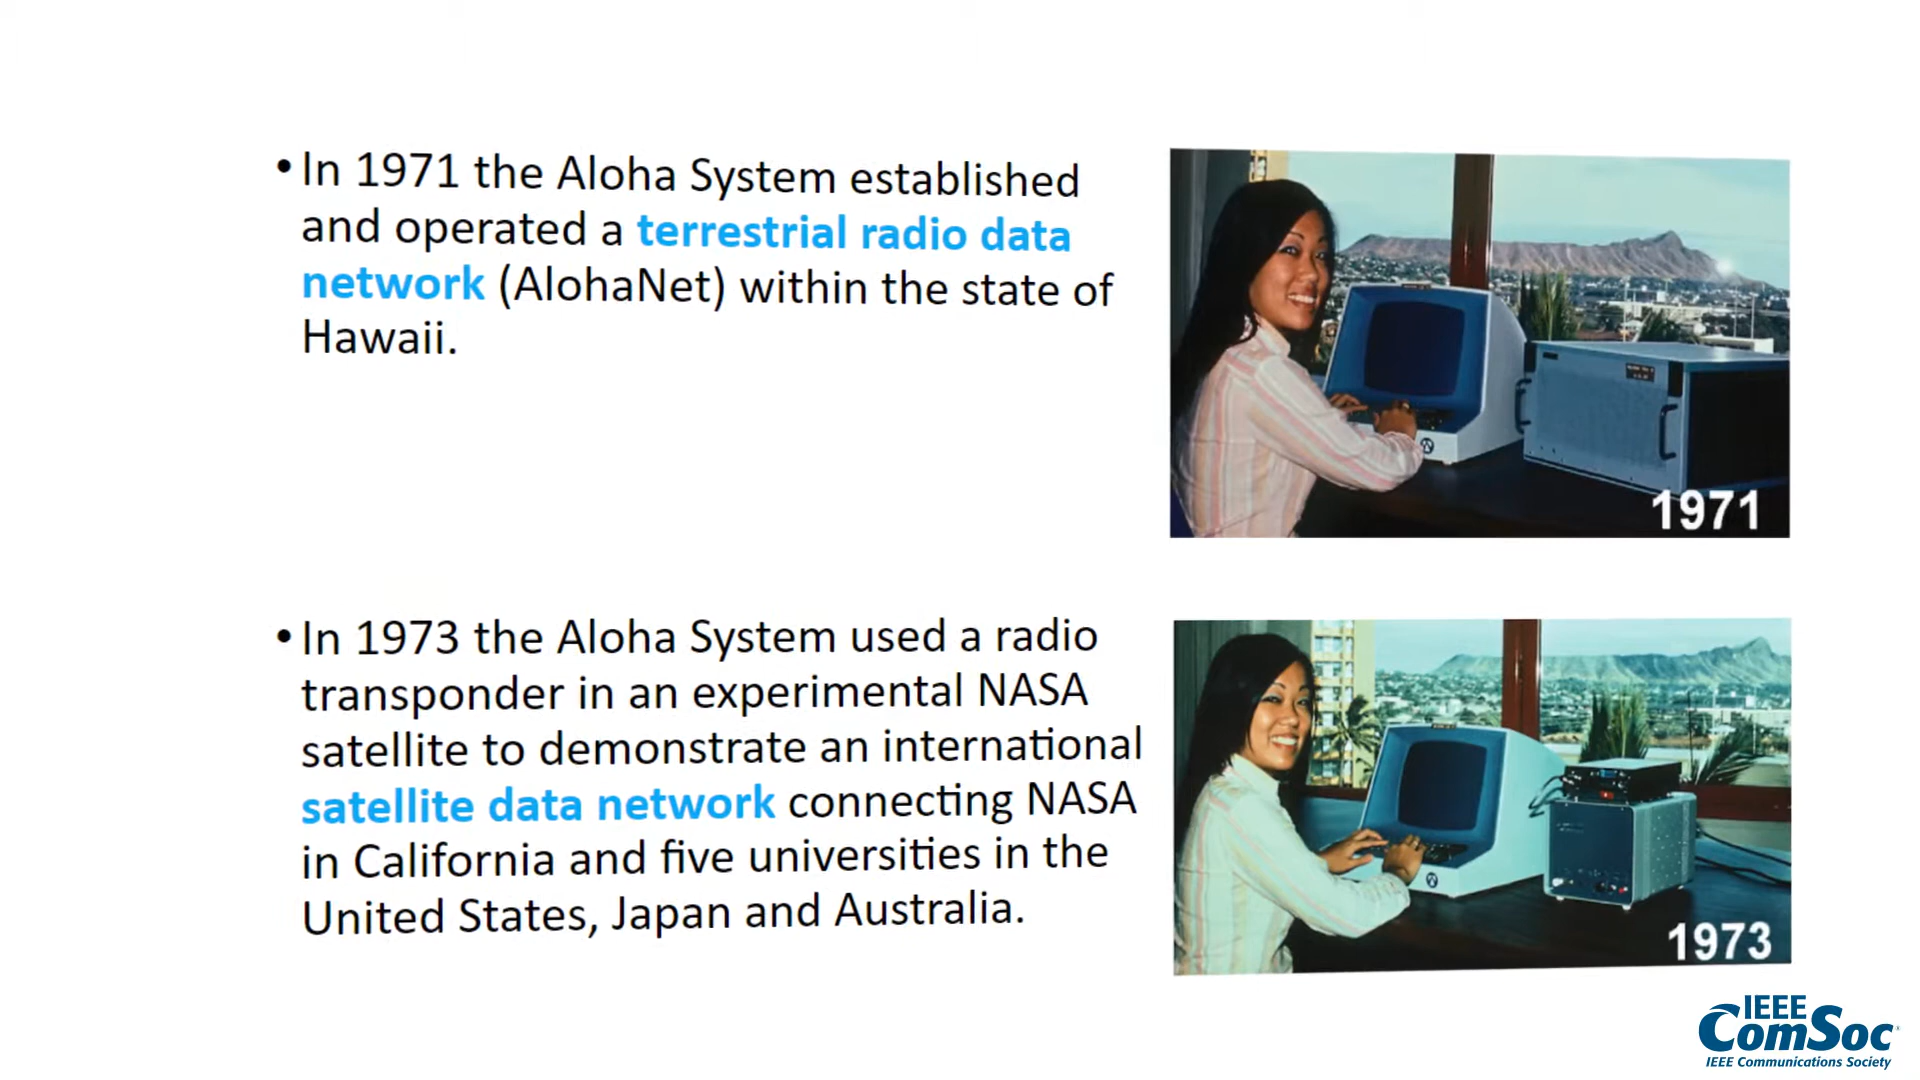 • In 1971 the Aloha System established
and operated a terrestrial radio data
network (AlohaNet) within the state of
Hawaii.
1971
• In 1973 the Aloha System used a radio
transponder in an experimental NASA
satellite to demonstrate an international
satellite data network connecting NASA
in California and five universities in the
United States, Japan and Australia.
1973
IEEE
ComSoc
IEEE Communications Society